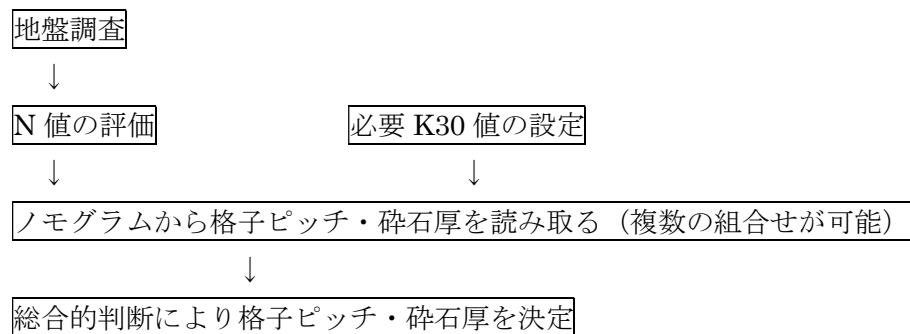 地盤調査
↓
N 値の評価 必要 K30 値の設定
↓ ↓
ノモグラムから格子ピッチ・砕石厚を読み取る（複数の組合せが可能）
↓
総合的判断により格子ピッチ・砕石厚を決定